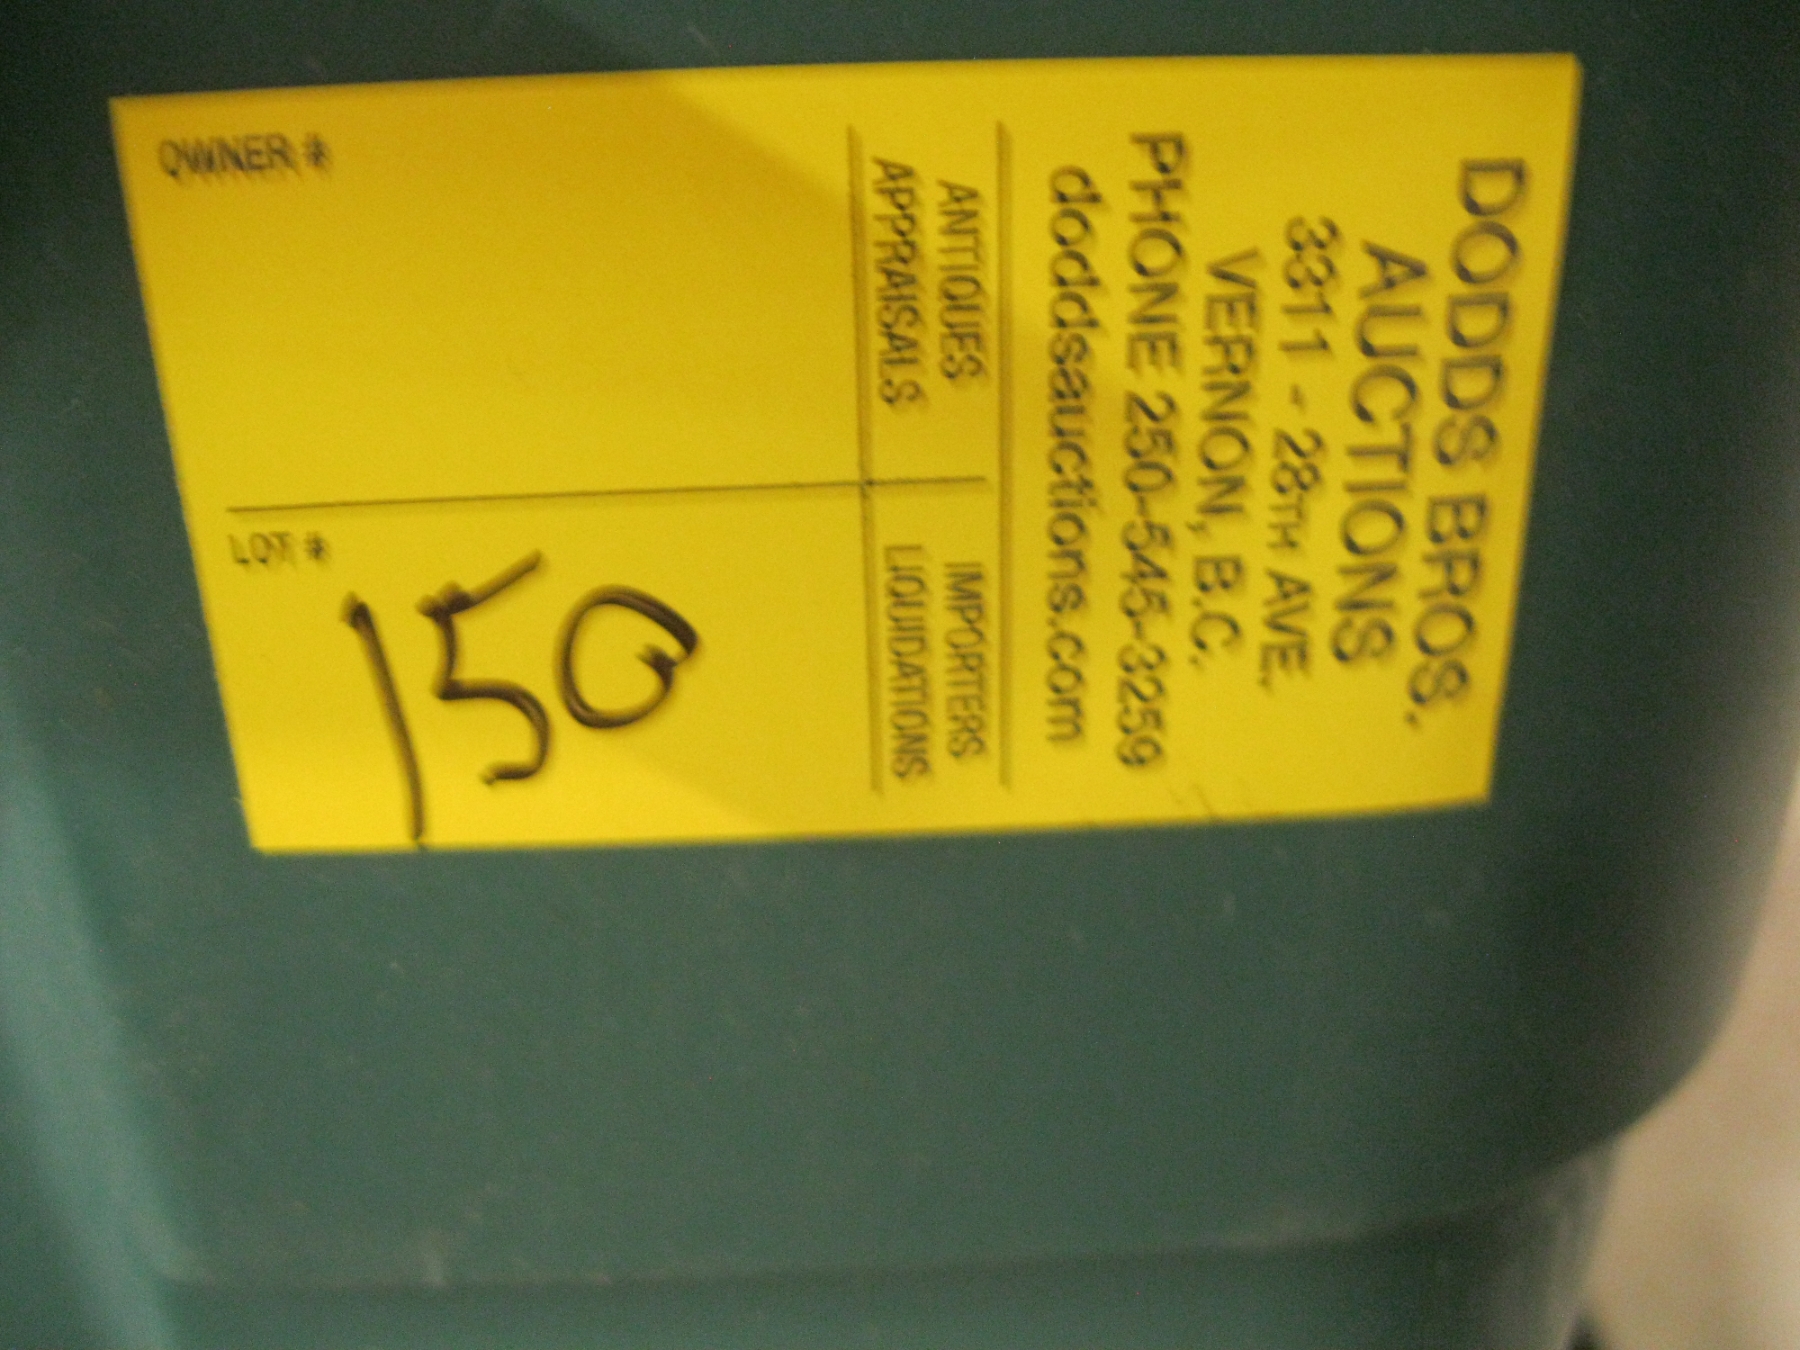 DODDS BROS.
AUCTIONS
3311 - 28TH AVE.
VERNON, B.C.
PHONE 250-545-3259
doddsauctions.com
ANTIQUES IMPORTERS
APPRAISALS LIQUIDATIONS
OWNER #
LOT #
150